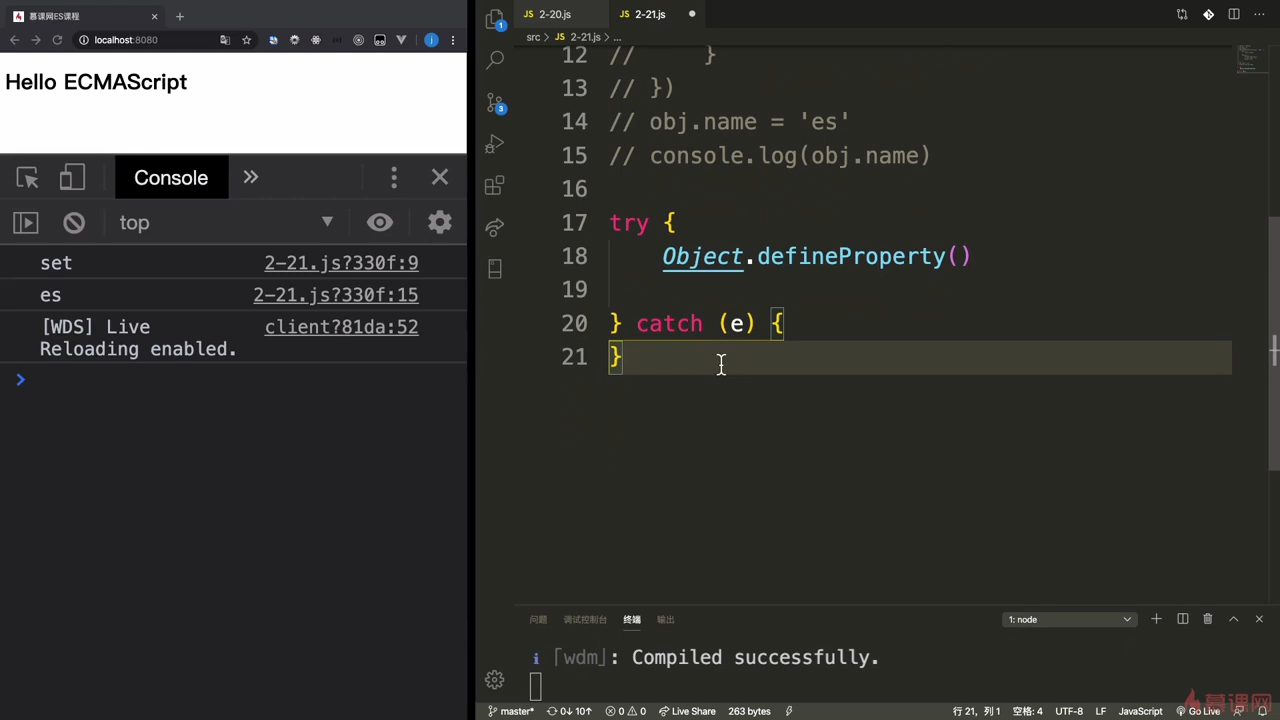 慕课网ES课程
localhost:8080
Hello ECMAScript
Console
top
set 2-21.js?330f:9
es 2-21.js?330f:15
[WDS] Live client?81da:52
Reloading enabled.
2-20.js
2-21.js
src › JS 2-21.js › ...
12 // }
13 // })
14 // obj.name = 'es'
15 // console.log(obj.name)
16
17 try {
18 Object.defineProperty()
19
20 } catch (e) {
21 }
问题 调试控制台 终端 输出
1: node
i ｢wdm｣: Compiled successfully.
master* 0↓ 10↑ 0 0 Live Share 263 bytes
行 21, 列 1 空格: 4 UTF-8 LF JavaScript Go Live
慕课网